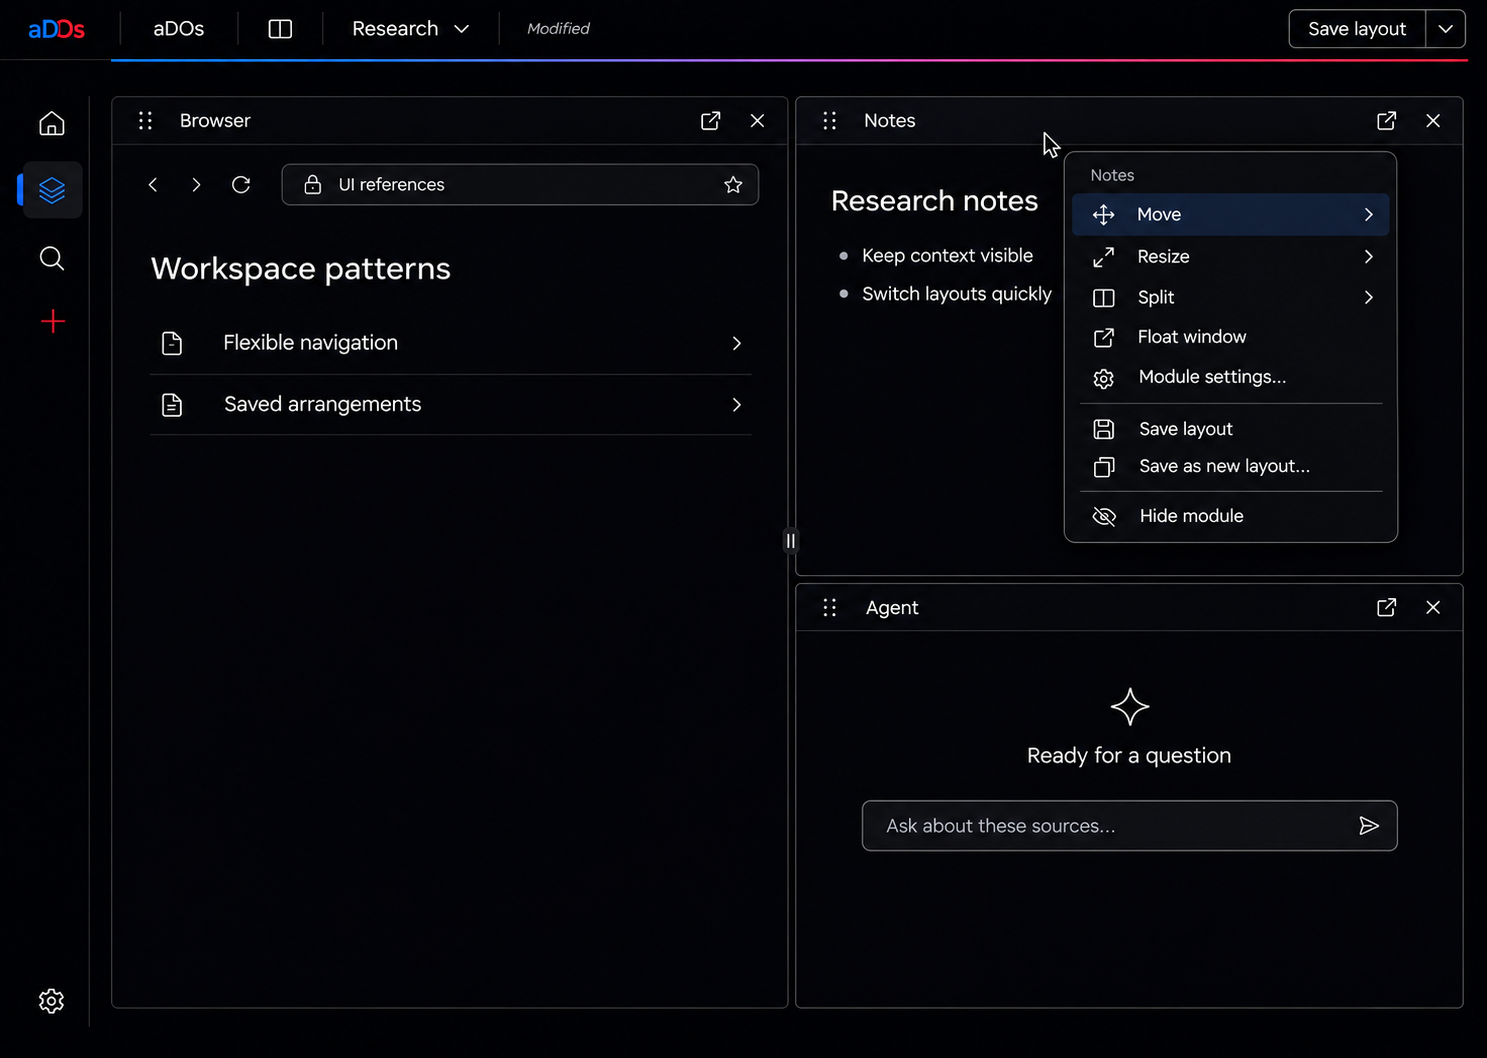 aDOs
aDOs
Research
Modified
Save layout
Browser
UI references
Workspace patterns
Flexible navigation
Saved arrangements
Notes
Research notes
Keep context visible
Switch layouts quickly
Notes
Move
Resize
Split
Float window
Module settings...
Save layout
Save as new layout...
Hide module
Agent
Ready for a question
Ask about these sources...